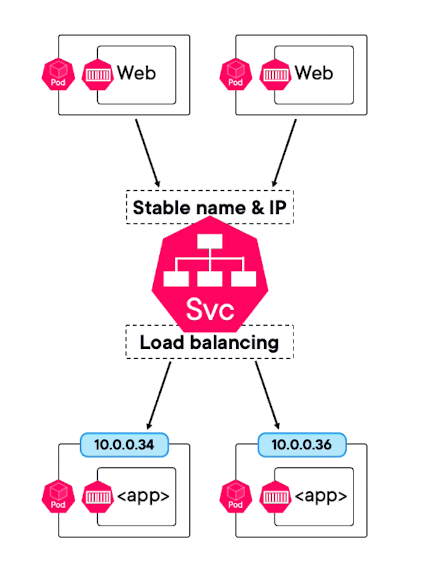 Web
Pod
Web
Pod
Stable name & IP
Svc
Load balancing
10.0.0.34
<app>
Pod
10.0.0.36
<app>
Pod